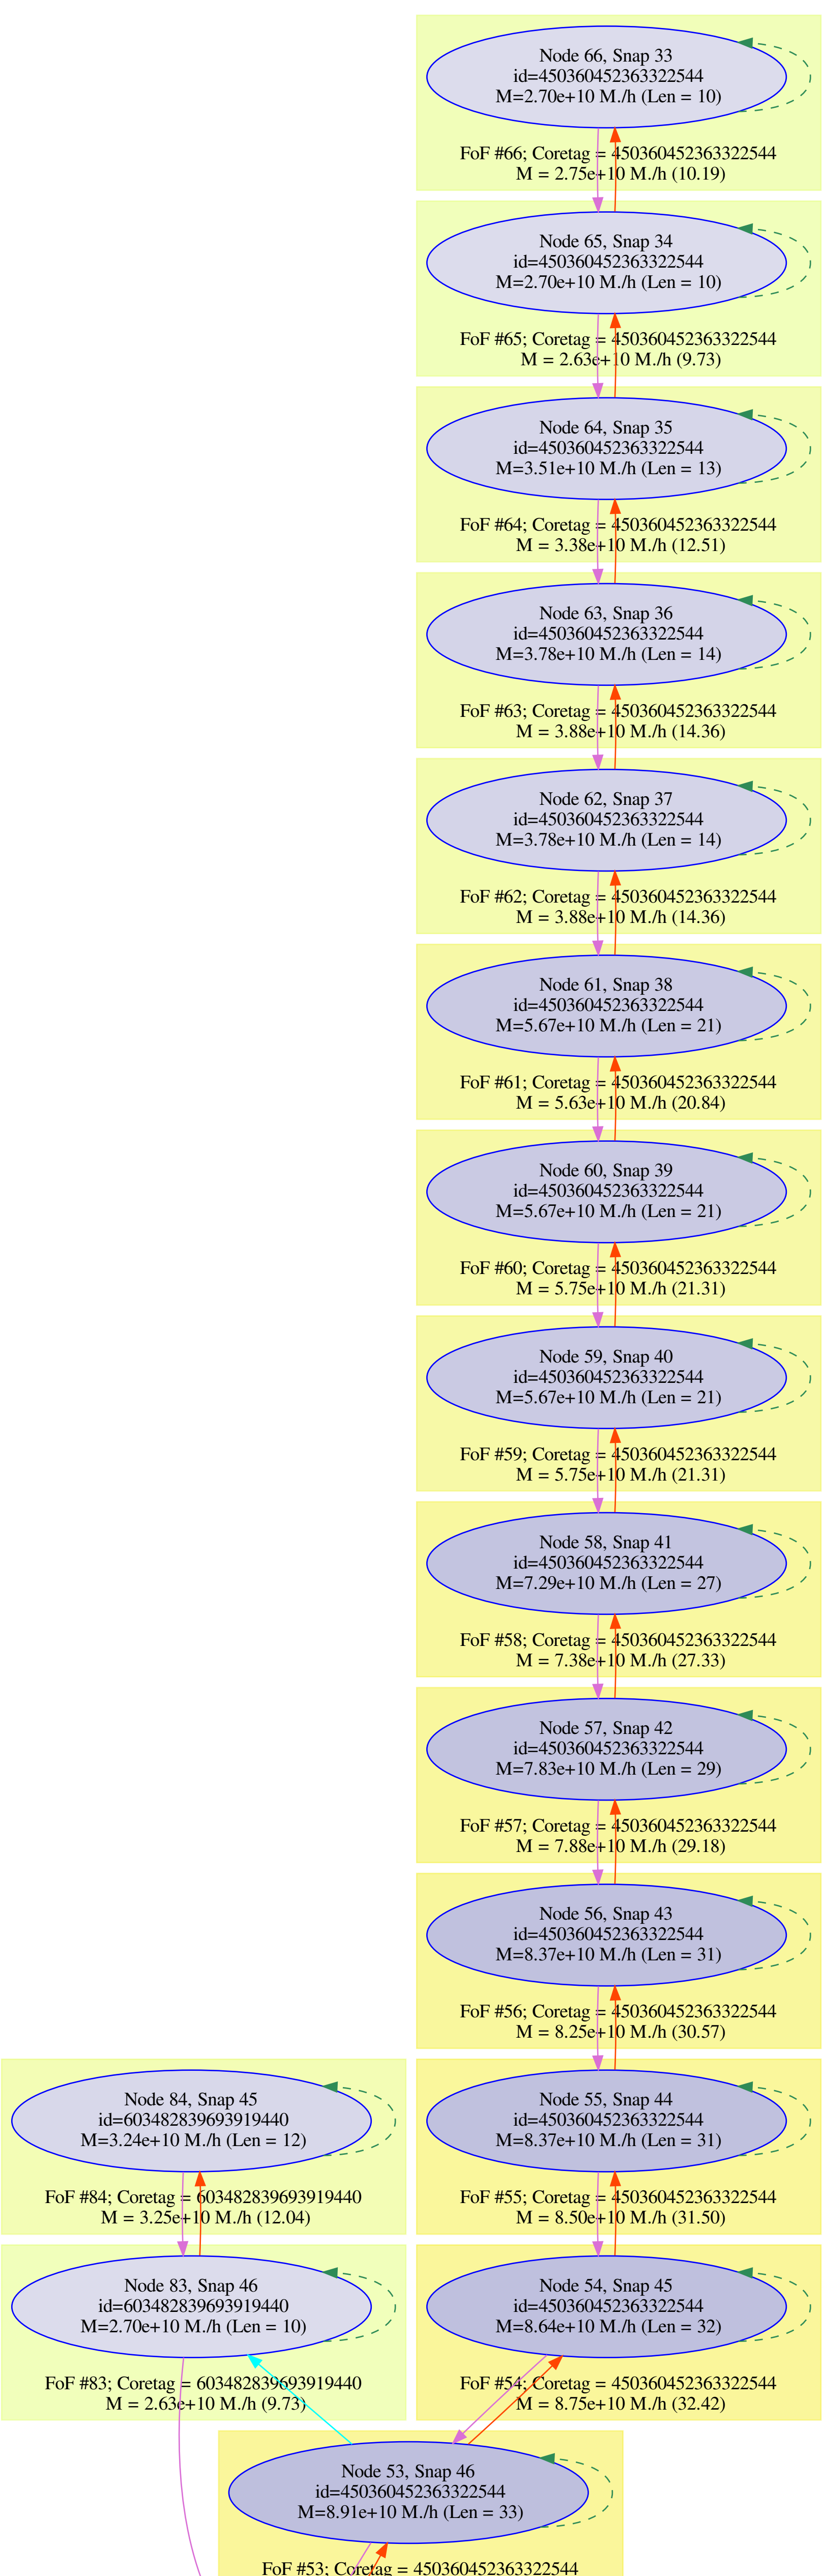 Node 66, Snap 33
id=450360452363322544
M=2.70e+10 M./h (Len = 10)
FoF #66; Coretag = 450360452363322544
M = 2.75e+10 M./h (10.19)
Node 65, Snap 34
id=450360452363322544
M=2.70e+10 M./h (Len = 10)
FoF #65; Coretag = 450360452363322544
M = 2.63e+10 M./h (9.73)
Node 64, Snap 35
id=450360452363322544
M=3.51e+10 M./h (Len = 13)
FoF #64; Coretag = 450360452363322544
M = 3.38e+10 M./h (12.51)
Node 63, Snap 36
id=450360452363322544
M=3.78e+10 M./h (Len = 14)
FoF #63; Coretag = 450360452363322544
M = 3.88e+10 M./h (14.36)
Node 62, Snap 37
id=450360452363322544
M=3.78e+10 M./h (Len = 14)
FoF #62; Coretag = 450360452363322544
M = 3.88e+10 M./h (14.36)
Node 61, Snap 38
id=450360452363322544
M=5.67e+10 M./h (Len = 21)
FoF #61; Coretag = 450360452363322544
M = 5.63e+10 M./h (20.84)
Node 60, Snap 39
id=450360452363322544
M=5.67e+10 M./h (Len = 21)
FoF #60; Coretag = 450360452363322544
M = 5.75e+10 M./h (21.31)
Node 59, Snap 40
id=450360452363322544
M=5.67e+10 M./h (Len = 21)
FoF #59; Coretag = 450360452363322544
M = 5.75e+10 M./h (21.31)
Node 58, Snap 41
id=450360452363322544
M=7.29e+10 M./h (Len = 27)
FoF #58; Coretag = 450360452363322544
M = 7.38e+10 M./h (27.33)
Node 57, Snap 42
id=450360452363322544
M=7.83e+10 M./h (Len = 29)
FoF #57; Coretag = 450360452363322544
M = 7.88e+10 M./h (29.18)
Node 56, Snap 43
id=450360452363322544
M=8.37e+10 M./h (Len = 31)
FoF #56; Coretag = 450360452363322544
M = 8.25e+10 M./h (30.57)
Node 84, Snap 45
id=603482839693919440
M=3.24e+10 M./h (Len = 12)
FoF #84; Coretag = 603482839693919440
M = 3.25e+10 M./h (12.04)
Node 55, Snap 44
id=450360452363322544
M=8.37e+10 M./h (Len = 31)
FoF #55; Coretag = 450360452363322544
M = 8.50e+10 M./h (31.50)
Node 83, Snap 46
id=603482839693919440
M=2.70e+10 M./h (Len = 10)
FoF #83; Coretag = 603482839693919440
M = 2.63e+10 M./h (9.73)
Node 54, Snap 45
id=450360452363322544
M=8.64e+10 M./h (Len = 32)
FoF #54; Coretag = 450360452363322544
M = 8.75e+10 M./h (32.42)
Node 53, Snap 46
id=450360452363322544
M=8.91e+10 M./h (Len = 33)
FoF #53; Coretag = 450360452363322544